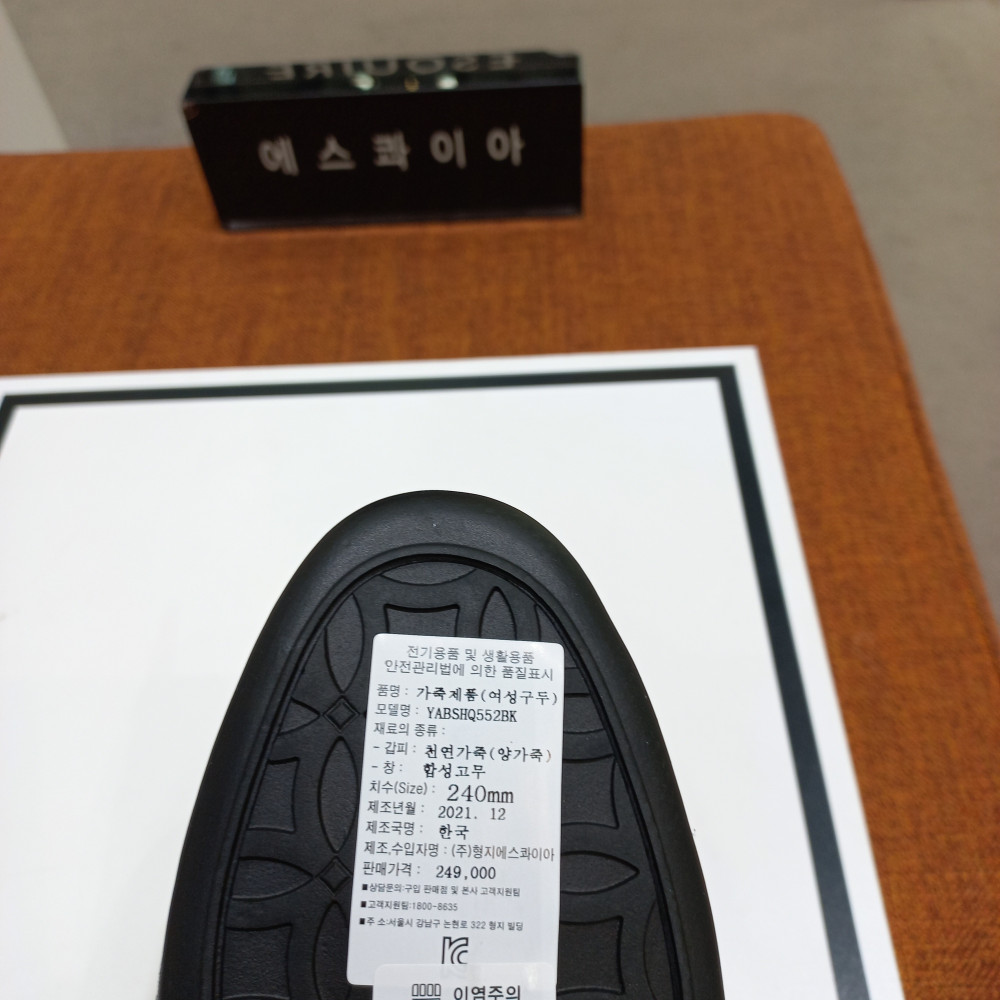 ESQUIRE
에스콰이아
전기용품 및 생활용품
안전관리법에 의한 품질표시
품명 : 가죽제품(여성구두)
모델명 : YABSHQ552BK
재료의 종류 :
- 갑피 : 천연가죽(양가죽)
- 창 : 합성고무
치수(Size) : 240mm
제조년월 : 2021. 12
제조국명 : 한국
제조,수입자명 : (주)형지에스콰이아
판매가격 : 249,000
■상담문의:구입 판매점 및 본사 고객지원팀
■고객지원팀:1800-8635
■주 소:서울시 강남구 논현로 322 형지 빌딩
이염주의